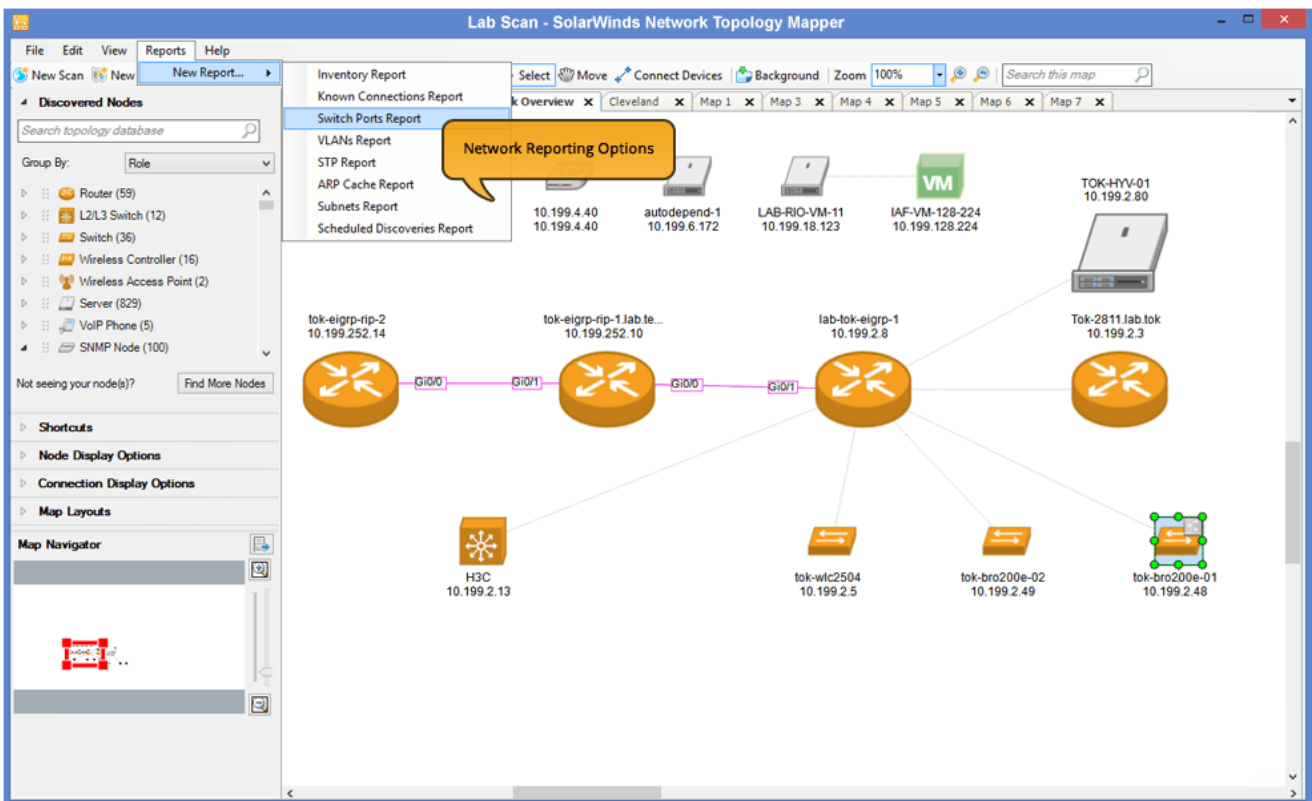 Lab Scan - SolarWinds Network Topology Mapper
File Edit View Reports Help
New Scan New Select Move Connect Devices Background Zoom 100% Search this map
New Report...
Inventory Report
Known Connections Report
Switch Ports Report
VLANs Report
STP Report
ARP Cache Report
Subnets Report
Scheduled Discoveries Report
Network Reporting Options
Overview Cleveland Map 1 Map 3 Map 4 Map 5 Map 6 Map 7
Discovered Nodes
Search topology database
Group By: Role
Router (59)
L2/L3 Switch (12)
Switch (36)
Wireless Controller (16)
Wireless Access Point (2)
Server (829)
VoIP Phone (5)
SNMP Node (100)
Not seeing your node(s)? Find More Nodes
Shortcuts
Node Display Options
Connection Display Options
Map Layouts
Map Navigator
10.199.4.40
10.199.4.40
autodepend-1
10.199.6.172
LAB-RIO-VM-11
10.199.18.123
VM
IAF-VM-128-224
10.199.128.224
TOK-HYV-01
10.199.2.80
tok-eigrp-rip-2
10.199.252.14
tok-eigrp-rip-1.lab.te...
10.199.252.10
lab-tok-eigrp-1
10.199.2.8
Tok-2811.lab.tok
10.199.2.3
Gi0/0
Gi0/1
Gi0/0
Gi0/1
H3C
10.199.2.13
tok-wlc2504
10.199.2.5
tok-bro200e-02
10.199.2.49
tok-bro200e-01
10.199.2.48